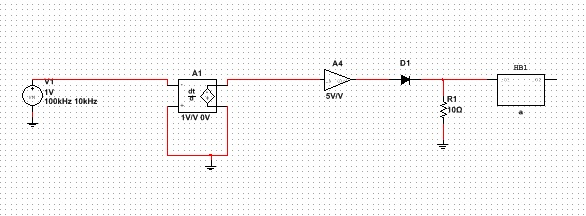 V1
1V
100kHz 10kHz
A1
dt
d
1V/V 0V
A4
5V/V
D1
R1
10Ω
HB1
a